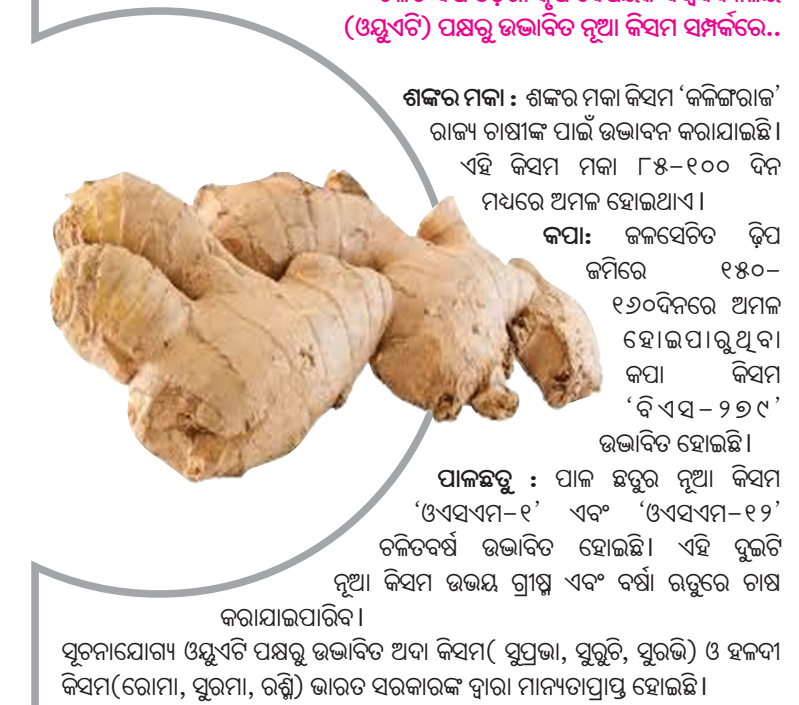 (ଓୟୁଏଟି) ପକ୍ଷରୁ ଉଦ୍ଭାବିତ ନୂଆ କିସମ ସମ୍ପର୍କରେ..
ଶଙ୍କର ମକା : ଶଙ୍କର ମକା କିସମ ‘କଳିଙ୍ଗରାଜ’
ରାଜ୍ୟ ଚାଷୀଙ୍କ ପାଇଁ ଉଦ୍ଭାବନ କରାଯାଇଛି।
ଏହି କିସମ ମକା ୮୫–୧୦୦ ଦିନ
ମଧ୍ୟରେ ଅମଳ ହୋଇଥାଏ।
କପା: ଜଳସେଚିତ ଢ଼ିପ
ଜମିରେ ୧୫୦–
୧୬୦ଦିନରେ ଅମଳ
ହୋଇପାରୁଥିବା
କପା କିସମ
‘ବିଏସ–୨୭୯’
ଉଦ୍ଭାବିତ ହୋଇଛି।
ପାଳଛତୁ : ପାଳ ଛତୁର ନୂଆ କିସମ
‘ଓଏସଏମ–୧’ ଏବଂ ‘ଓଏସଏମ–୧୨’
ଚଳିତବର୍ଷ ଉଦ୍ଭାବିତ ହୋଇଛି। ଏହି ଦୁଇଟି
ନୂଆ କିସମ ଉଭୟ ଗ୍ରୀଷ୍ମ ଏବଂ ବର୍ଷା ଋତୁରେ ଚାଷ
କରାଯାଇପାରିବ।
ସୂଚନାଯୋଗ୍ୟ ଓୟୁଏଟି ପକ୍ଷରୁ ଉଦ୍ଭାବିତ ଅଦା କିସମ( ସୁପ୍ରଭା, ସୁରୁଚି, ସୁରଭି) ଓ ହଳଦୀ
କିସମ(ରୋମା, ସୁରମା, ରଶ୍ମି) ଭାରତ ସରକାରଙ୍କ ଦ୍ୱାରା ମାନ୍ୟତାପ୍ରାପ୍ତ ହୋଇଛି।